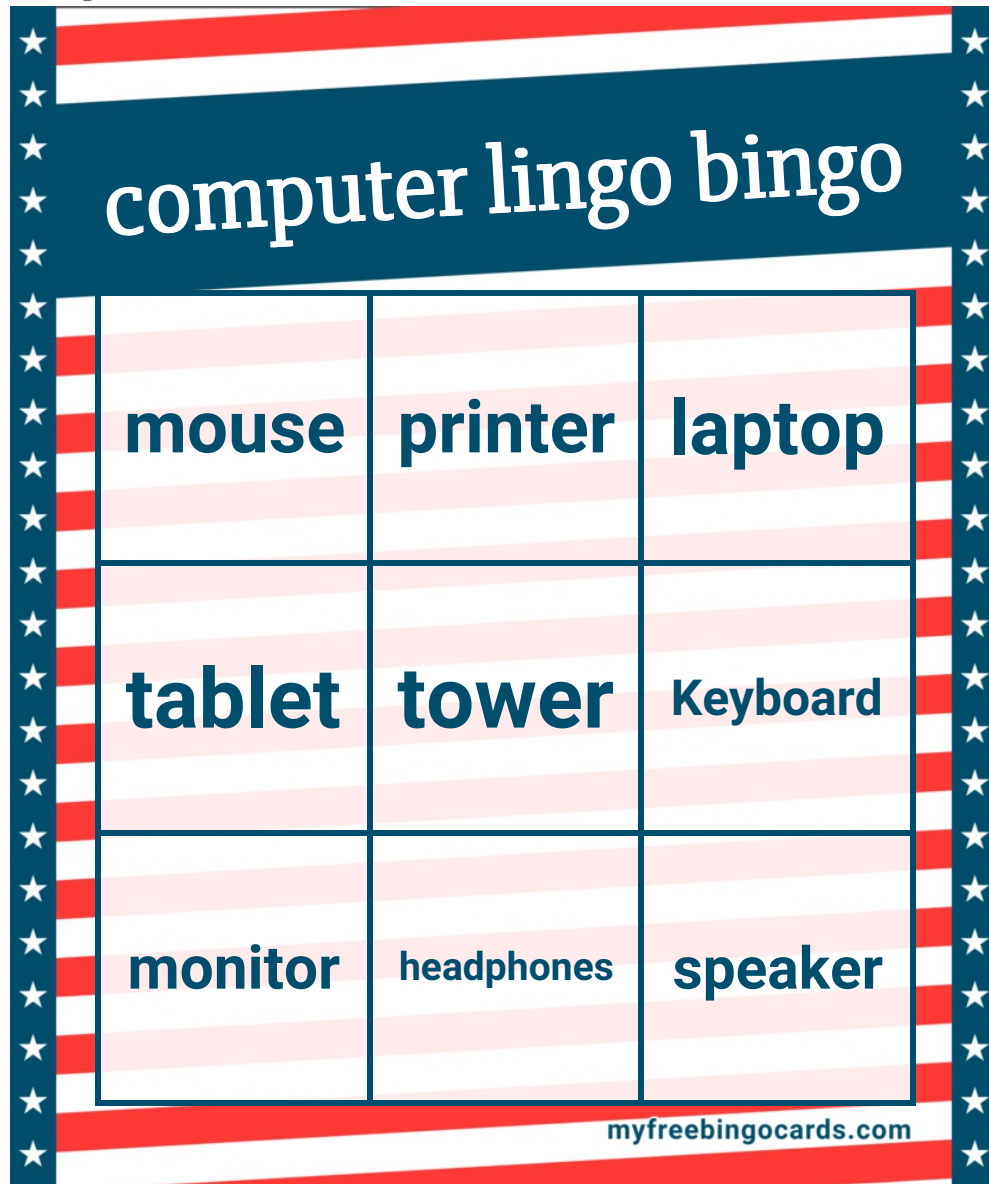 computer lingo bingo
mouse printer laptop
tablet tower Keyboard
monitor headphones speaker
myfreebingocards.com